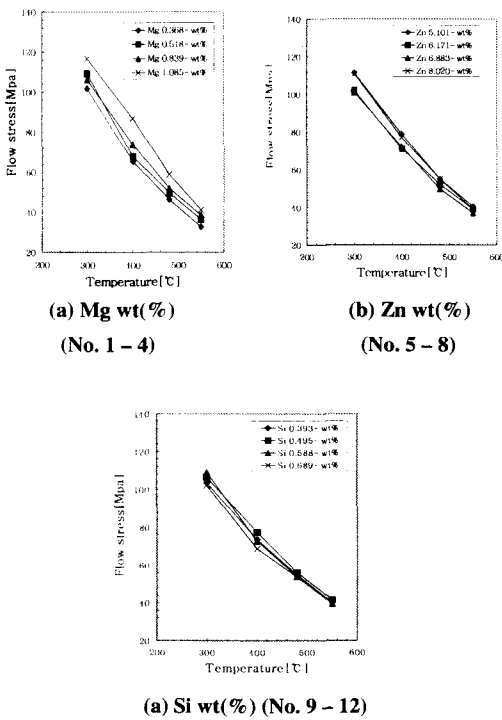 140
120
100
80
60
40
20
200 300 400 500 600
Flow stress[Mpa]
Temperature[℃]
Mg 0.368-wt%
Mg 0.518-wt%
Mg 0.839-wt%
Mg 1.085-wt%
(a) Mg wt(%)
(No. 1 – 4)
140
120
100
80
60
40
20
200 300 400 500 600
Flow stress[Mpa]
Temperature[℃]
Zn 5.101-wt%
Zn 6.171-wt%
Zn 6.883-wt%
Zn 8.020-wt%
(b) Zn wt(%)
(No. 5 – 8)
140
120
100
80
60
40
20
200 300 400 500 600
Flow stress[Mpa]
Temperature[℃]
Si 0.393-wt%
Si 0.495-wt%
Si 0.588-wt%
Si 0.689-wt%
(a) Si wt(%) (No. 9 – 12)